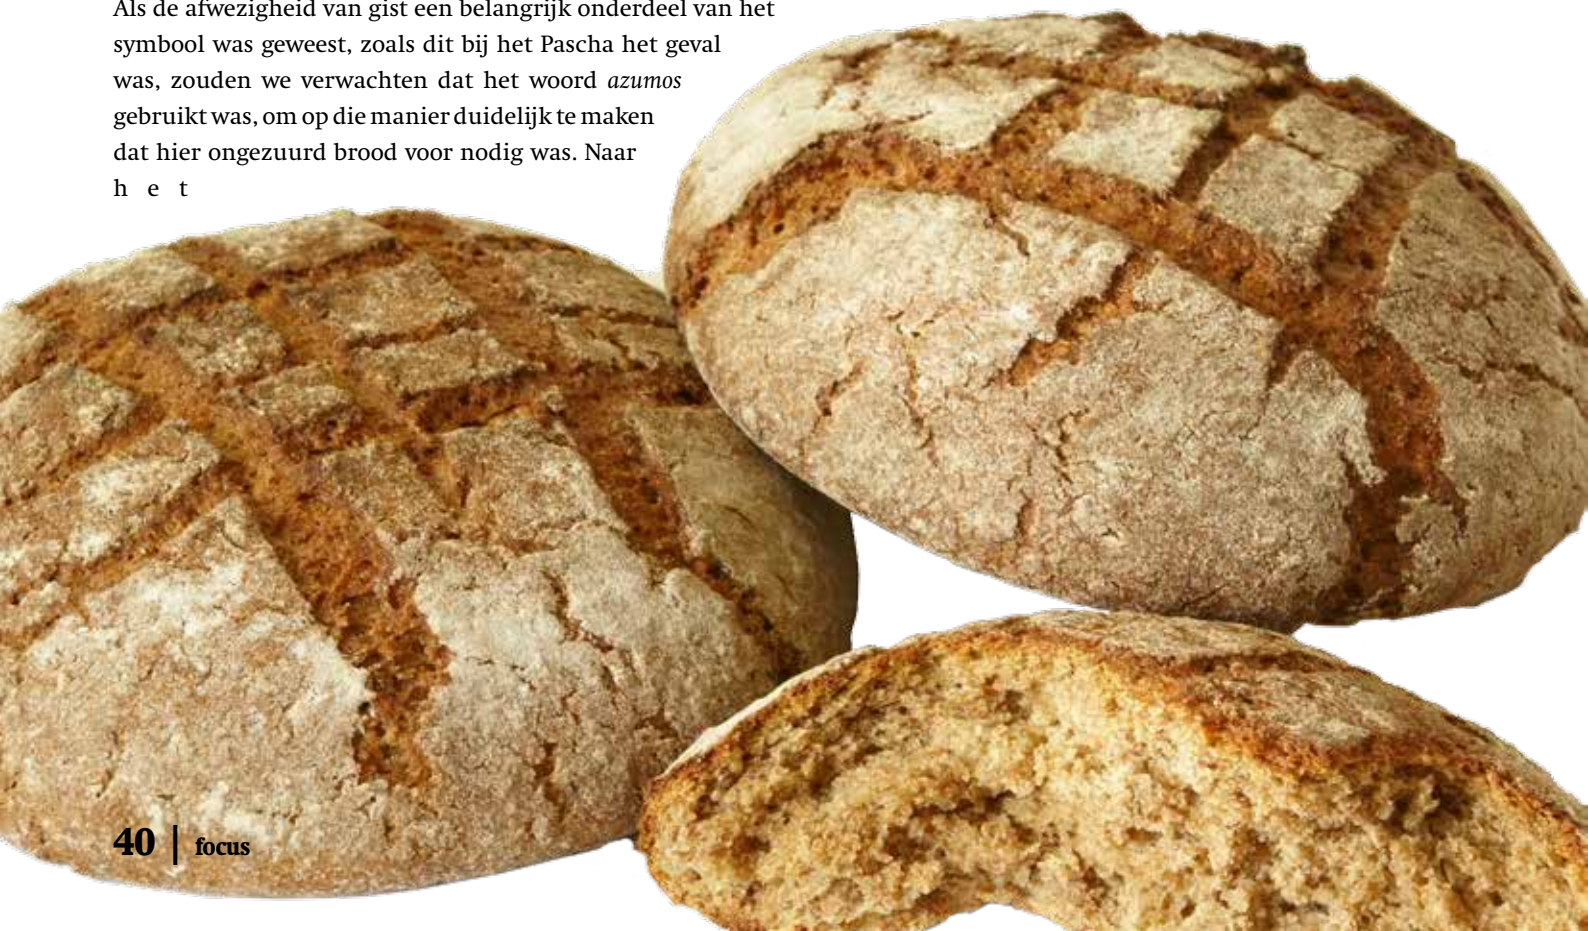 Als de afwezigheid van gist een belangrijk onderdeel van het
symbool was geweest, zoals dit bij het Pascha het geval
was, zouden we verwachten dat het woord azumos
gebruikt was, om op die manier duidelijk te maken
dat hier ongezuurd brood voor nodig was. Naar
h e t
40 | focus